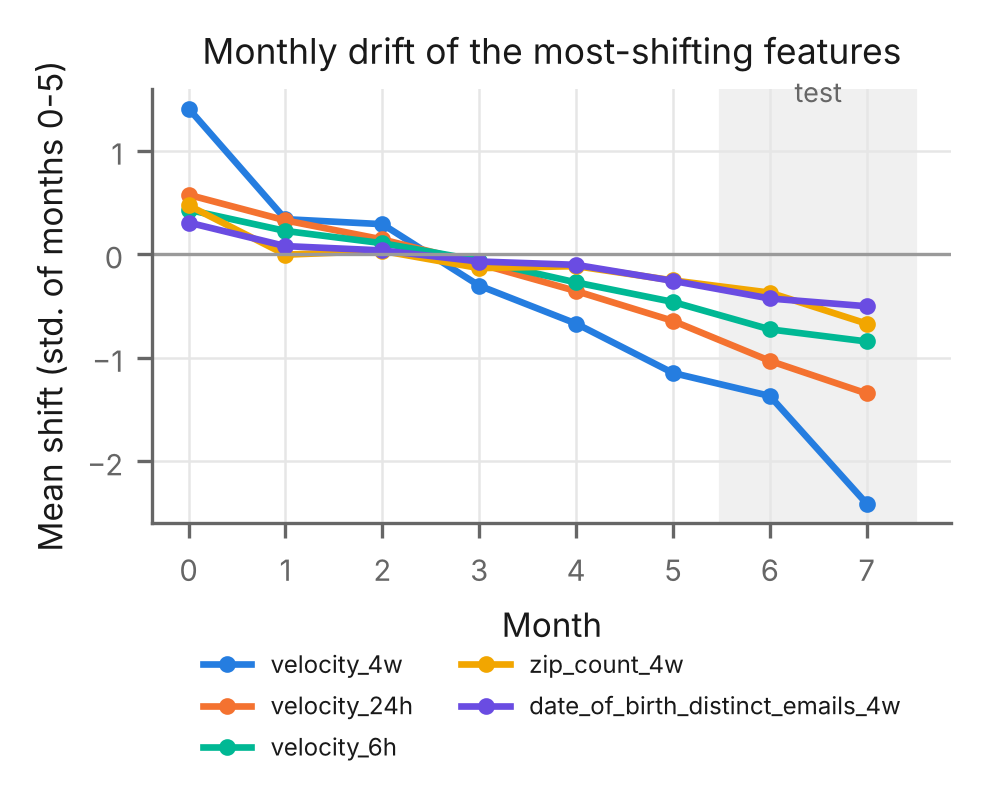 Monthly drift of the most-shifting features
test
Mean shift (std. of months 0-5)
1
0
−1
−2
0 1 2 3 4 5 6 7
Month
velocity_4w
velocity_24h
velocity_6h
zip_count_4w
date_of_birth_distinct_emails_4w